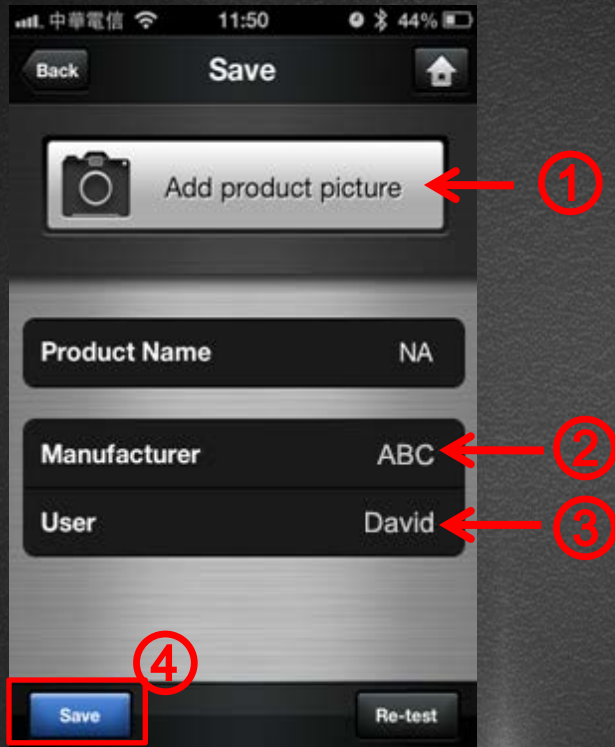 中華電信 11:50 44%
Back Save
Add product picture ①
Product Name NA
Manufacturer ABC ②
User David ③
④
Save Re-test